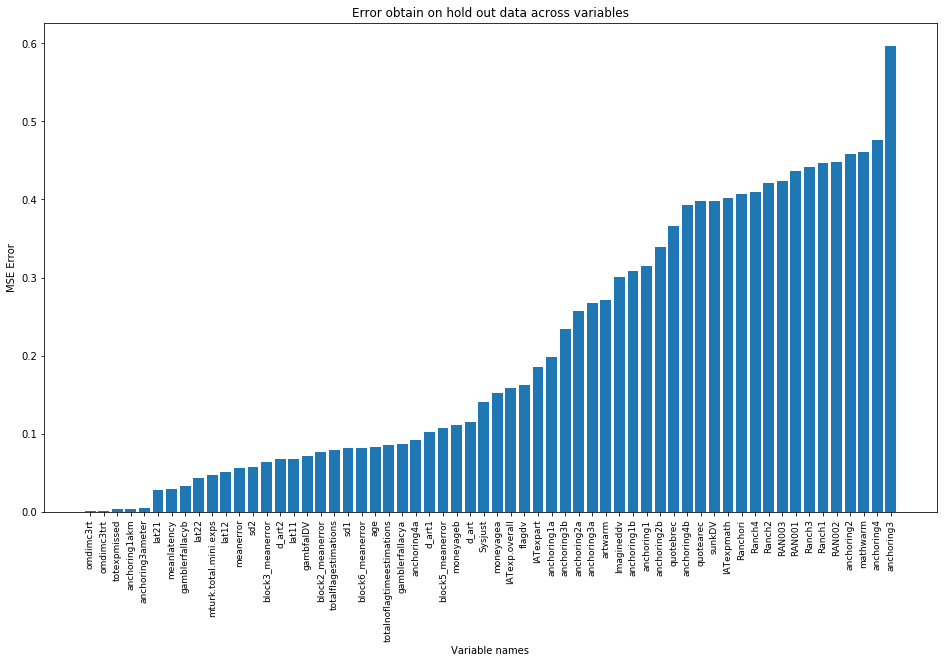 Error obtain on hold out data across variables
MSE Error
0.6
0.5
0.4
0.3
0.2
0.1
0.0
omdimc3rt
omdimc3trt
totexpmissed
anchoring1akm
anchoring3ameter
lat21
meanlatency
gamblerfallacyb
lat22
mturk.total.mini.exps
lat12
meanerror
sd2
block3_meanerror
d_art2
lat11
gambfalDV
block2_meanerror
totalflagestimations
sd1
block6_meanerror
age
totalnoflagtimeestimations
gamblerfallacya
anchoring4a
d_art1
block5_meanerror
moneyageb
d_art
Sysjust
moneyagea
IATexp.overall
flagdv
IATexpart
anchoring1a
anchoring3b
anchoring2a
anchoring3a
artwarm
Imagineddv
anchoring1b
anchoring1
anchoring2b
quotebrec
anchoring4b
quotearec
sunkDV
IATexpmath
Ranchori
Ranch4
Ranch2
RAN003
RAN001
Ranch3
Ranch1
RAN002
anchoring2
mathwarm
anchoring4
anchoring3
Variable names